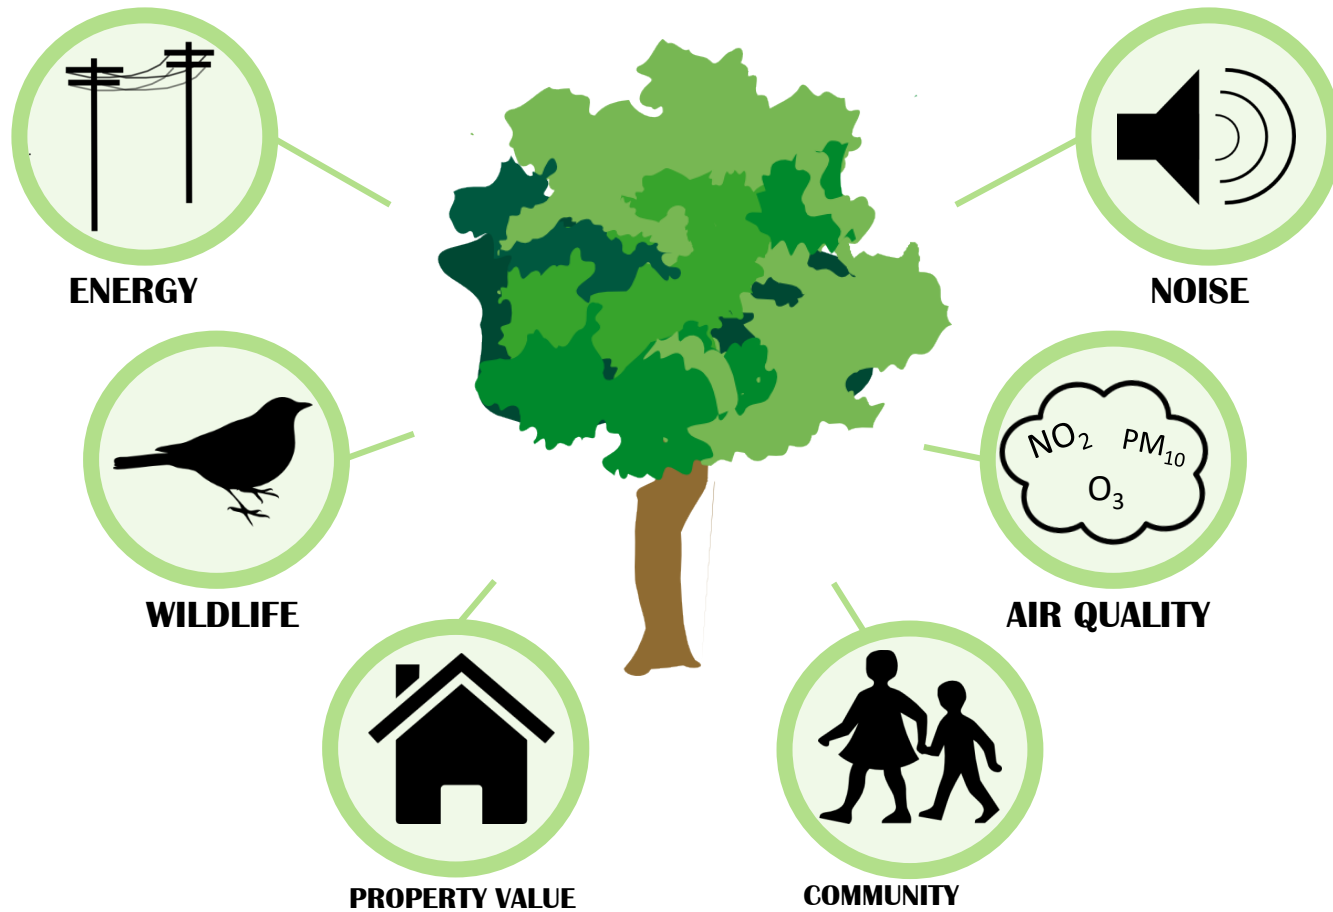 ENERGY
NOISE
WILDLIFE
NO₂ PM₁₀
O₃
AIR QUALITY
PROPERTY VALUE
COMMUNITY